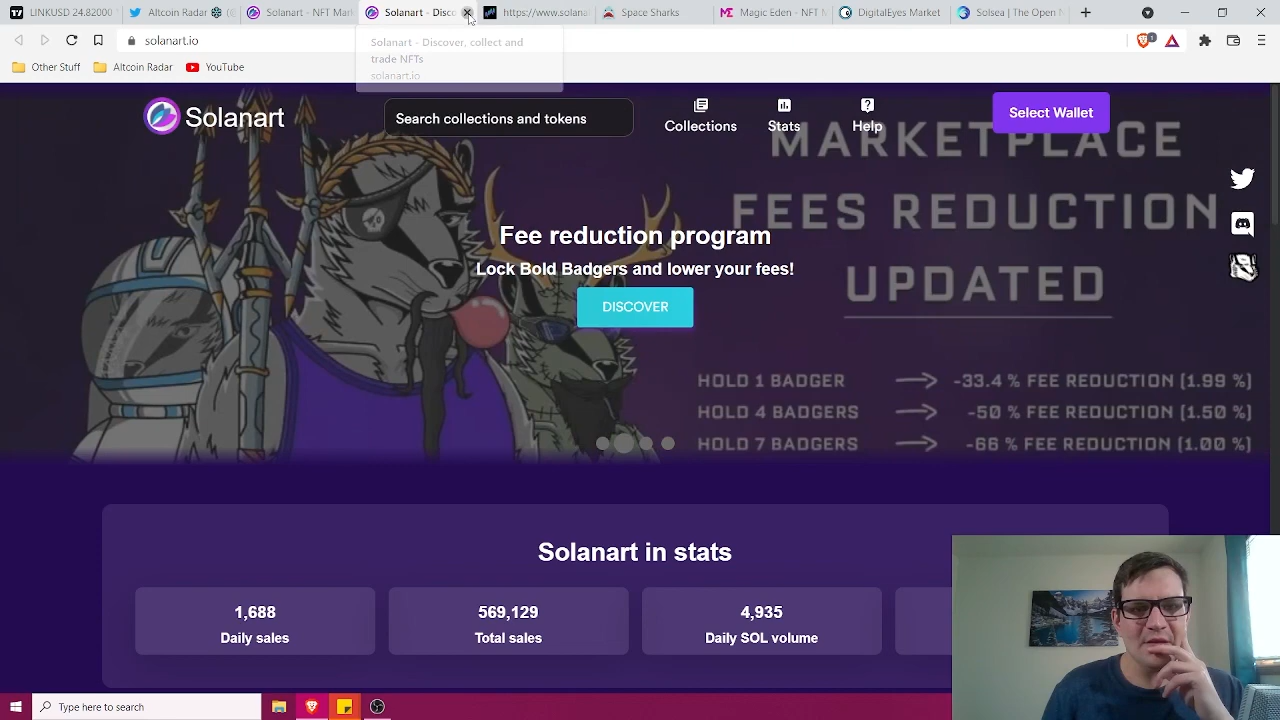 LINKUSD 24.82000
Altcoin Radar
Solanart - NFT Mark
Solanart - Disco
https://www.solana
Space Sharks
Magic Eden - NFT M
DigitalEyes Market
Solsea | The Open N
solanart.io
1
Other Stuff
Altcoin Radar
YouTube
Solanart - Discover, collect and
trade NFTs
solanart.io
Solanart
Search collections and tokens
Collections
Stats
Help
Select Wallet
MARKETPLACE
FEES REDUCTION
UPDATED
Fee reduction program
Lock Bold Badgers and lower your fees!
DISCOVER
HOLD 1 BADGER -33.4 % FEE REDUCTION (1.99 %)
HOLD 4 BADGERS -50 % FEE REDUCTION (1.50 %)
HOLD 7 BADGERS -66 % FEE REDUCTION (1.00 %)
Solanart in stats
1,688
Daily sales
569,129
Total sales
4,935
Daily SOL volume
Type here to search